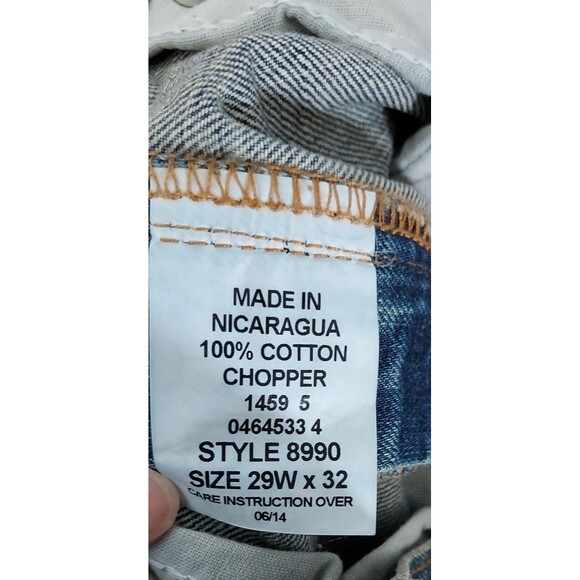 MADE IN
NICARAGUA
100% COTTON
CHOPPER
1459 5
0464533 4
STYLE 8990
SIZE 29W x 32
CARE INSTRUCTION OVER
06/14